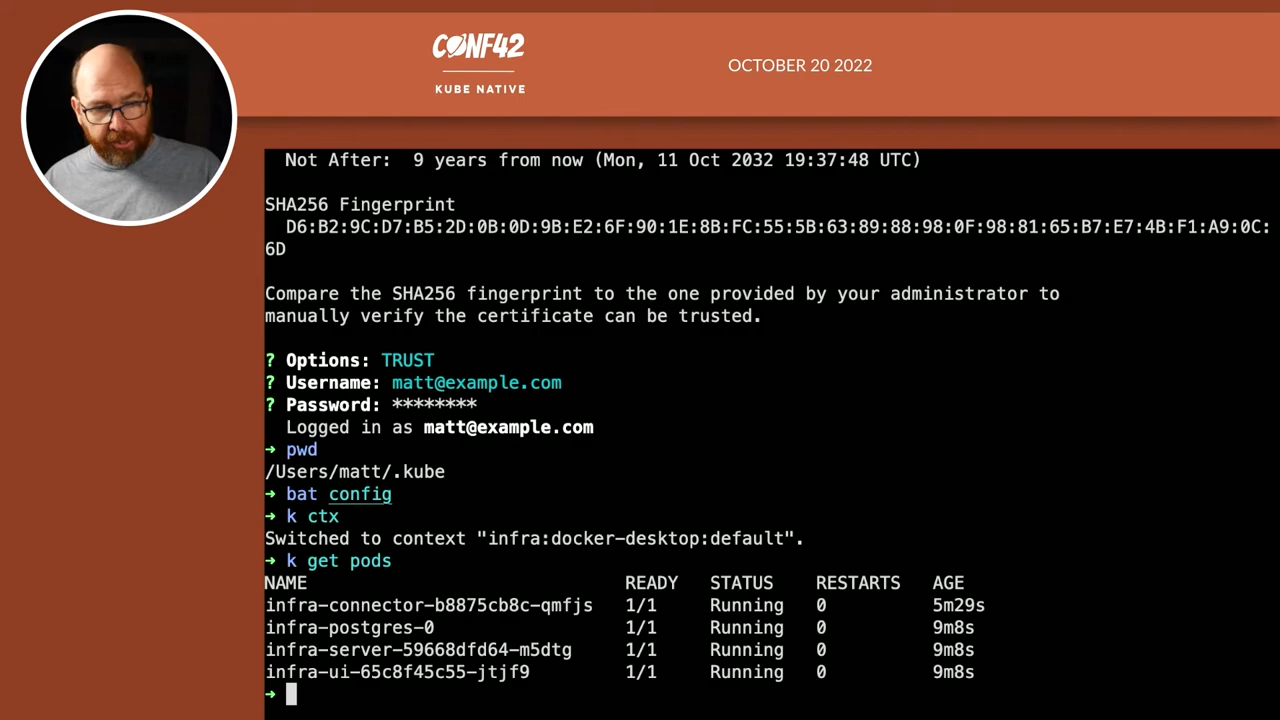 CONF42
KUBE NATIVE
OCTOBER 20 2022
Not After:  9 years from now (Mon, 11 Oct 2032 19:37:48 UTC)
SHA256 Fingerprint
D6:B2:9C:D7:B5:2D:0B:0D:9B:E2:6F:90:1E:8B:FC:55:5B:63:89:88:98:0F:98:81:65:B7:E7:4B:F1:A9:0C:
6D
Compare the SHA256 fingerprint to the one provided by your administrator to
manually verify the certificate can be trusted.
? Options: TRUST
? Username: matt@example.com
? Password: ********
Logged in as matt@example.com
➜ pwd
/Users/matt/.kube
➜ bat config
➜ k ctx
Switched to context "infra:docker-desktop:default".
➜ k get pods
NAME READY STATUS RESTARTS AGE
infra-connector-b8875cb8c-qmfjs 1/1 Running 0 5m29s
infra-postgres-0 1/1 Running 0 9m8s
infra-server-59668dfd64-m5dtg 1/1 Running 0 9m8s
infra-ui-65c8f45c55-jtjf9 1/1 Running 0 9m8s
➜